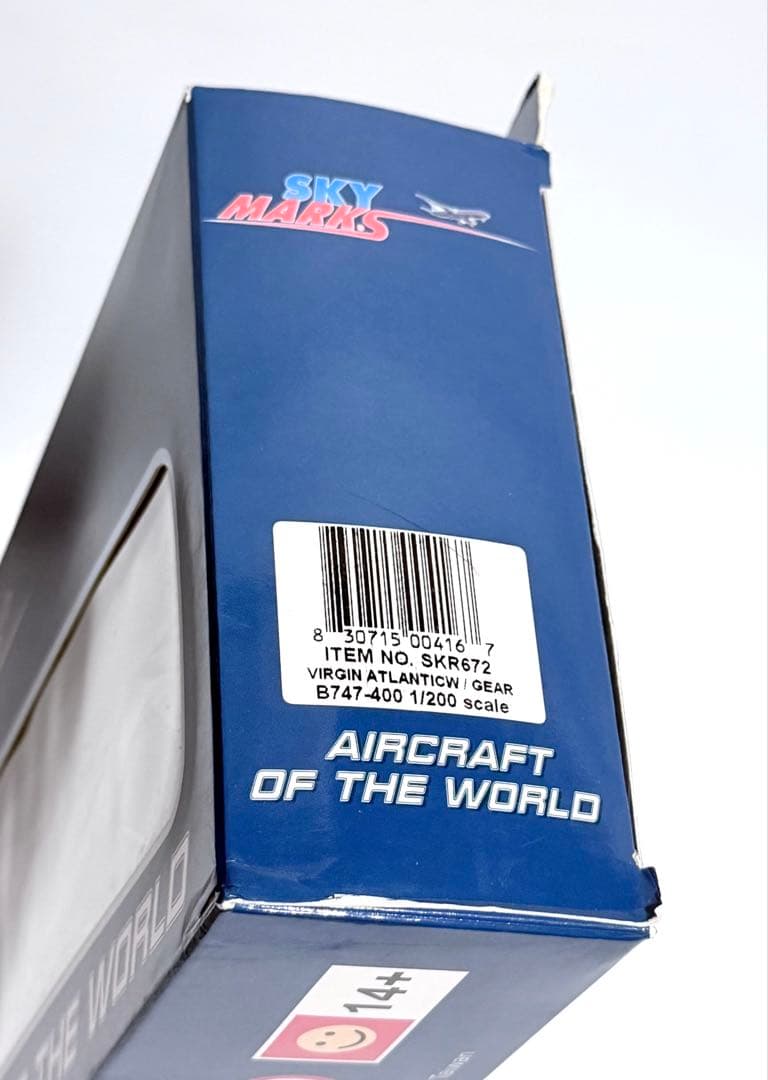 SKY
MARKS
8 30715 00416 7
ITEM NO. SKR672
VIRGIN ATLANTICW / GEAR
B747-400 1/200 scale
AIRCRAFT
OF THE WORLD
THE WORLD
14+